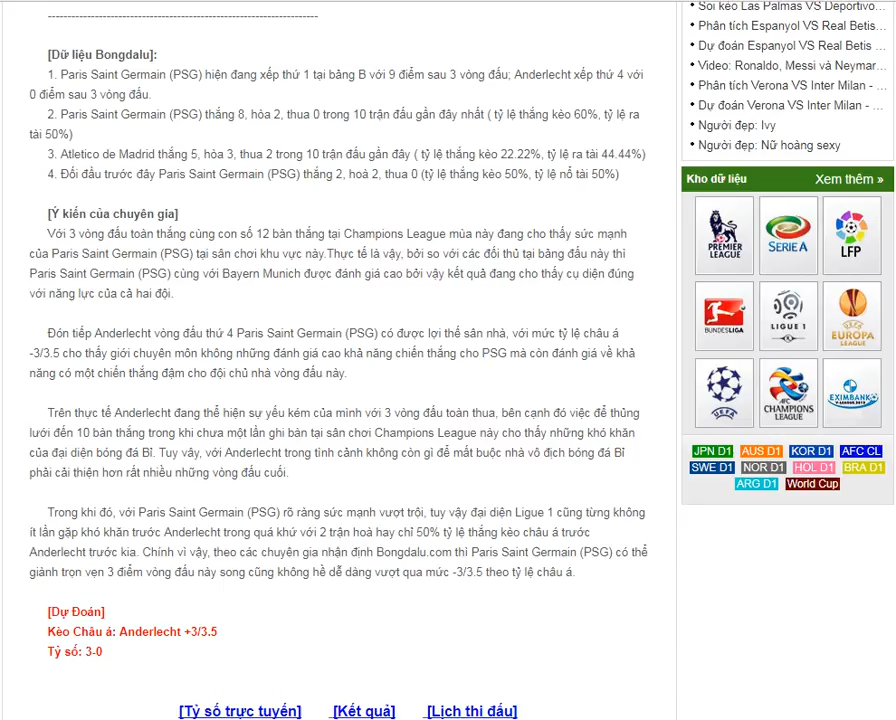 [Dữ liệu Bongdalu]:
1. Paris Saint Germain (PSG) hiện đang xếp thứ 1 tại bảng B với 9 điểm sau 3 vòng đấu; Anderlecht xếp thứ 4 với
0 điểm sau 3 vòng đấu.
2. Paris Saint Germain (PSG) thắng 8, hòa 2, thua 0 trong 10 trận đấu gần đây nhất ( tỷ lệ thắng kèo 60%, tỷ lệ ra
tài 50%)
3. Atletico de Madrid thắng 5, hòa 3, thua 2 trong 10 trận đấu gần đây ( tỷ lệ thắng kèo 22.22%, tỷ lệ ra tài 44.44%)
4. Đối đầu trước đây Paris Saint Germain (PSG) thắng 2, hoà 2, thua 0 (tỷ lệ thắng kèo 50%, tỷ lệ nổ tài 50%)
[Ý kiến của chuyên gia]
Với 3 vòng đấu toàn thắng cùng con số 12 bàn thắng tại Champions League mùa này đang cho thấy sức mạnh
của Paris Saint Germain (PSG) tại sân chơi khu vực này.Thực tế là vậy, bởi so với các đối thủ tại bảng đấu này thì
Paris Saint Germain (PSG) cùng với Bayern Munich được đánh giá cao bởi vậy kết quả đang cho thấy cụ diện đúng
với năng lực của cả hai đội.
Đón tiếp Anderlecht vòng đấu thứ 4 Paris Saint Germain (PSG) có được lợi thế sân nhà, với mức tỷ lệ châu á
-3/3.5 cho thấy giới chuyên môn không những đánh giá cao khả năng chiến thắng cho PSG mà còn đánh giá về khả
năng có một chiến thắng đậm cho đội chủ nhà vòng đấu này.
Trên thực tế Anderlecht đang thể hiện sự yếu kém của mình với 3 vòng đấu toàn thua, bên cạnh đó việc để thủng
lưới đến 10 bàn thắng trong khi chưa một lần ghi bàn tại sân chơi Champions League này cho thấy những khó khăn
của đại diện bóng đá Bỉ. Tuy vây, với Anderlecht trong tình cảnh không còn gì để mất buộc nhà vô địch bóng đá Bỉ
phải cải thiện hơn rất nhiều những vòng đấu cuối.
Trong khi đó, với Paris Saint Germain (PSG) rõ ràng sức mạnh vượt trội, tuy vậy đại diện Ligue 1 cũng từng không
ít lần gặp khó khăn trước Anderlecht trong quá khứ với 2 trận hoà hay chỉ 50% tỷ lệ thắng kèo châu á trước
Anderlecht trước kia. Chính vì vậy, theo các chuyên gia nhận định Bongdalu.com thì Paris Saint Germain (PSG) có thể
giành trọn vẹn 3 điểm vòng đấu này song cũng không hề dễ dàng vượt qua mức -3/3.5 theo tỷ lệ châu á.
[Dự Đoán]
Kèo Châu á: Anderlecht +3/3.5
Tỷ số: 3-0
[Tỷ số trực tuyến] [Kết quả] [Lịch thi đấu]
Soi kèo Las Palmas VS Deportivo...
Phân tích Espanyol VS Real Betis...
Dự đoán Espanyol VS Real Betis ...
Video: Ronaldo, Messi và Neymar...
Phân tích Verona VS Inter Milan - ...
Dự đoán Verona VS Inter Milan - ...
Người đẹp: Ivy
Người đẹp: Nữ hoàng sexy
Kho dữ liệu Xem thêm »
PREMIER LEAGUE
SERIE A
LFP
BUNDESLIGA
LIGUE 1
UEFA EUROPA LEAGUE
UEFA
AFC CHAMPIONS LEAGUE
EXIMBANK
JPN D1 AUS D1 KOR D1 AFC CL
SWE D1 NOR D1 HOL D1 BRA D1
ARG D1 World Cup